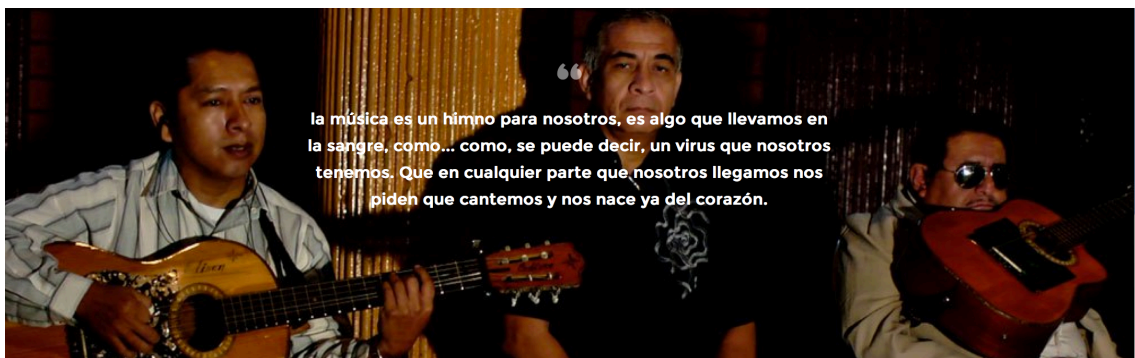 “
la música es un himno para nosotros, es algo que llevamos en
la sangre, como... como, se puede decir, un virus que nosotros
tenemos. Que en cualquier parte que nosotros llegamos nos
piden que cantemos y nos nace ya del corazón.